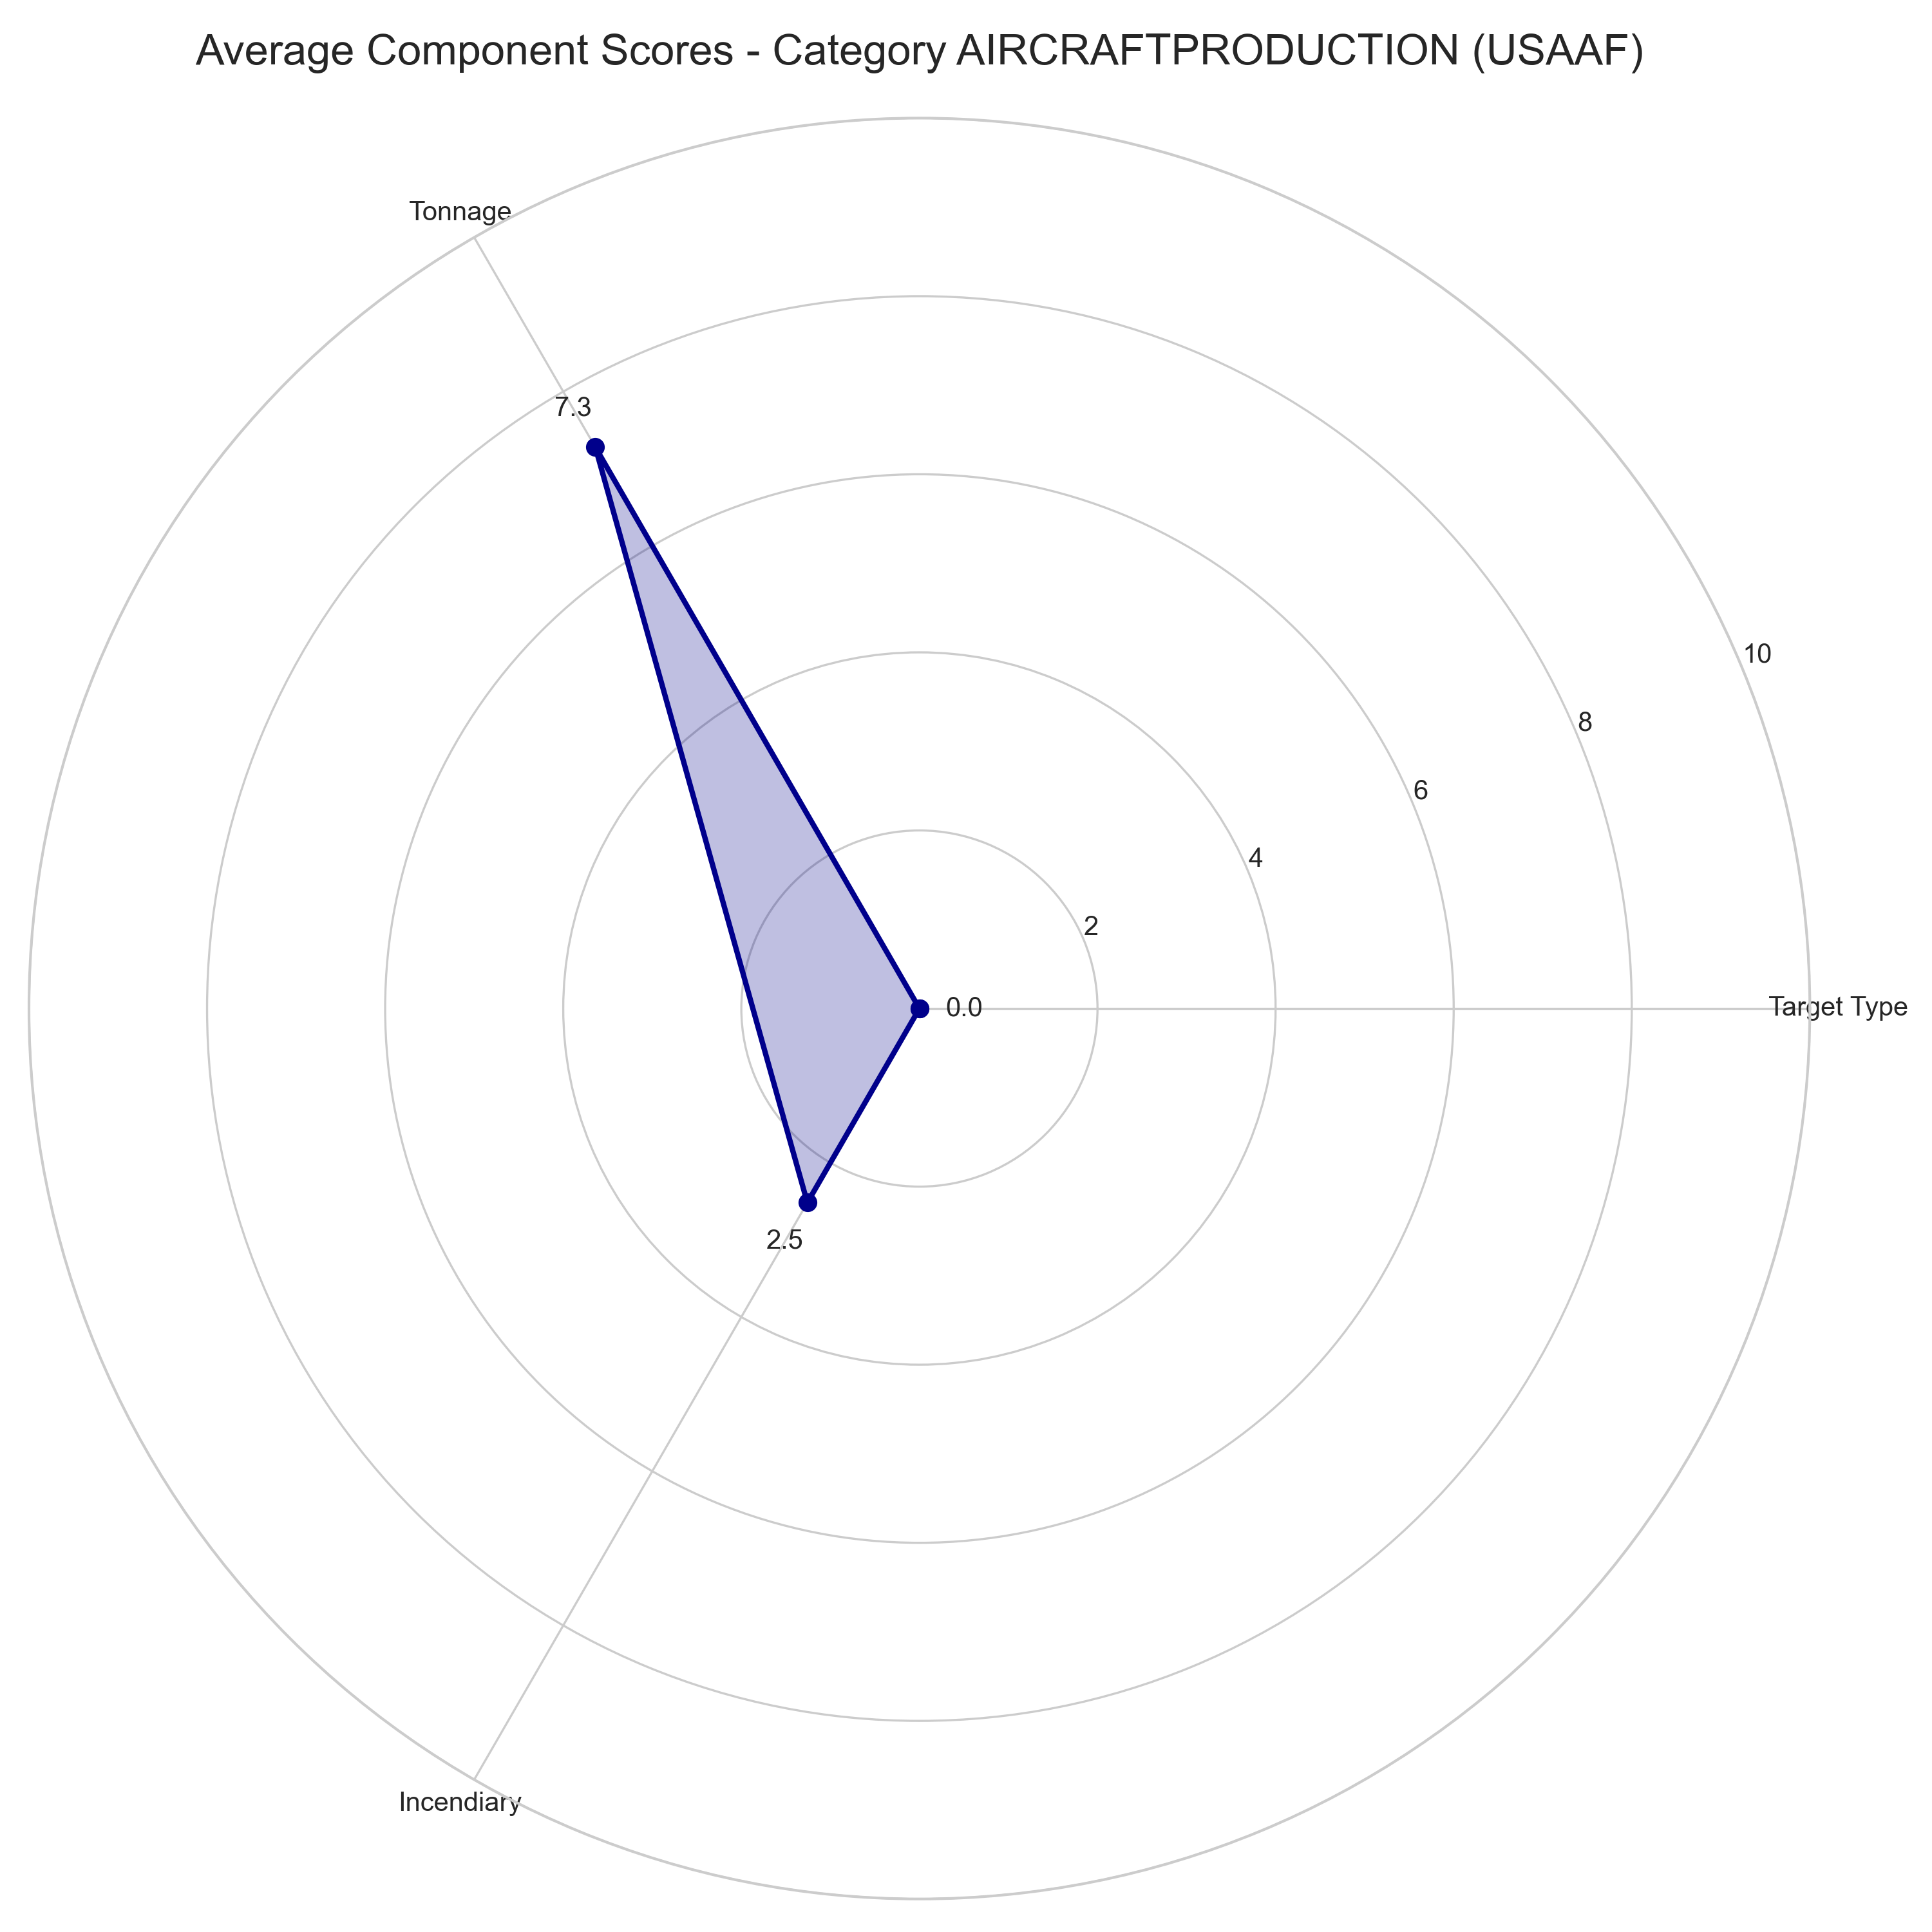 Average Component Scores - Category AIRCRAFTPRODUCTION (USAAF)
Tonnage
7.3
10
8
6
4
2
0.0
Target Type
2.5
Incendiary